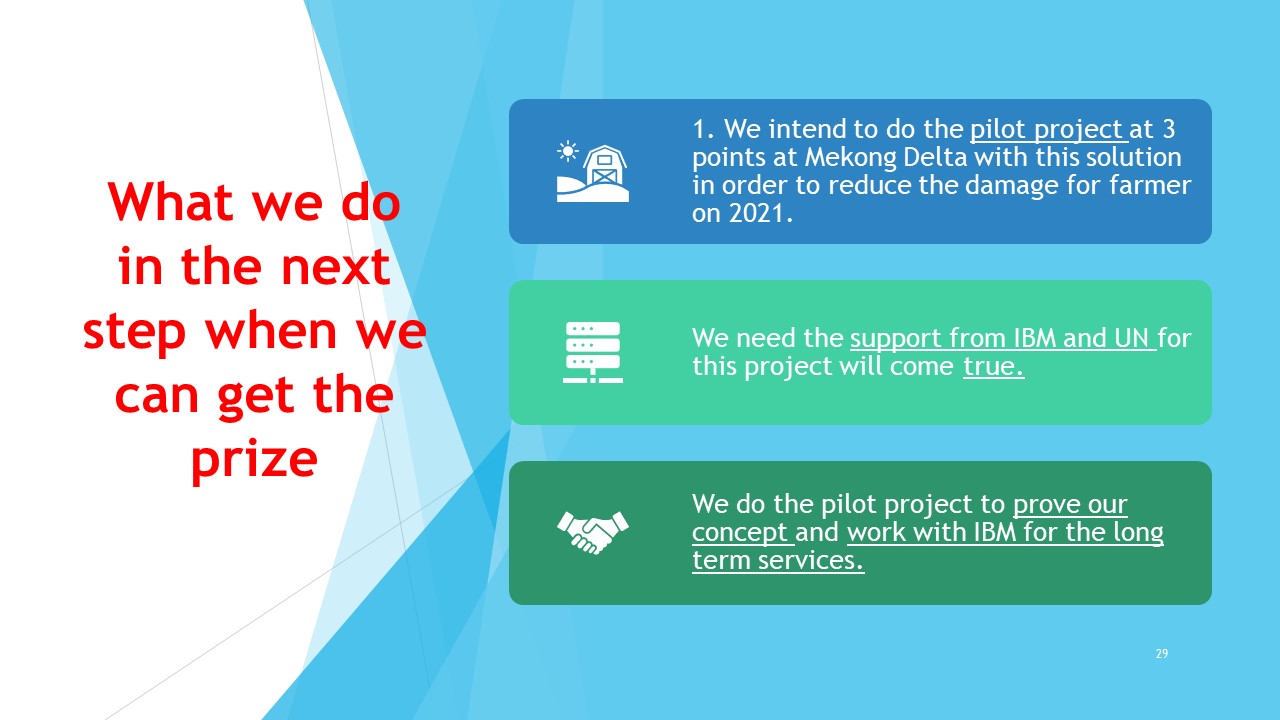 What we do
in the next
step when we
can get the
prize
1. We intend to do the pilot project at 3
points at Mekong Delta with this solution
in order to reduce the damage for farmer
on 2021.
We need the support from IBM and UN for
this project will come true.
We do the pilot project to prove our
concept and work with IBM for the long
term services.
29